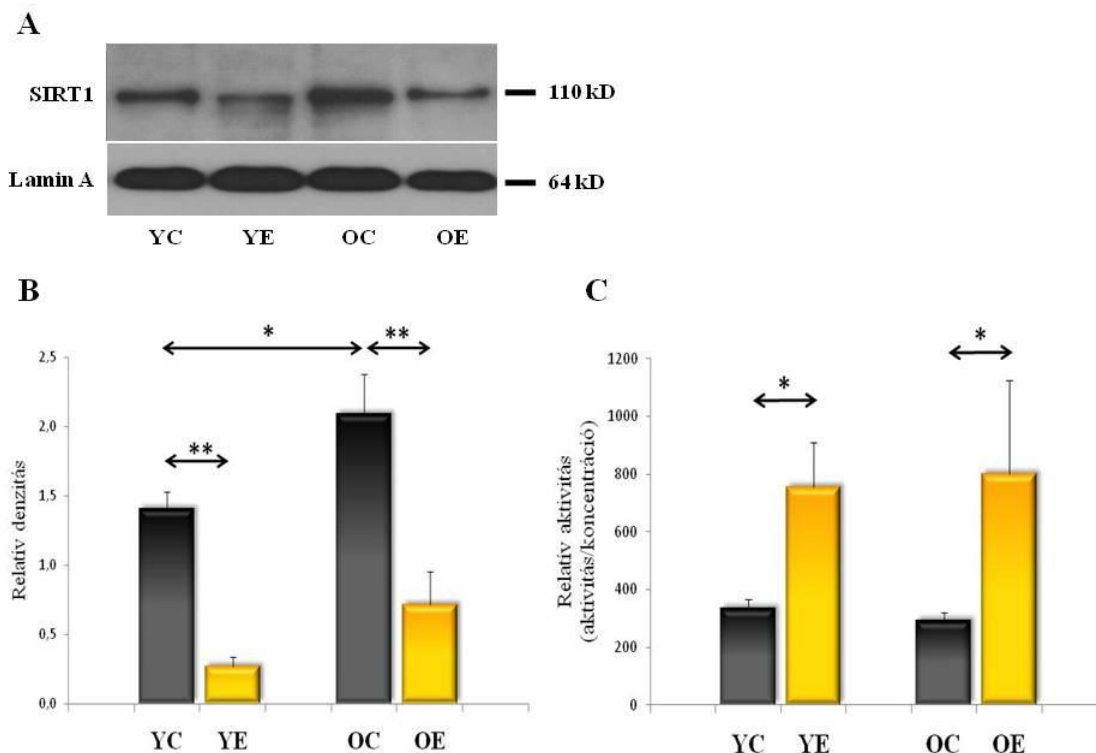 A
SIRT1
110 kD
Lamin A
64 kD
YC YE OC OE
B
* **
**
Relatív denzitás
2,5
2,0
1,5
1,0
0,5
0,0
YC YE OC OE
C
*
*
Relatív aktivitás
(aktivitás/koncentráció)
1200
1000
800
600
400
200
0
YC YE OC OE